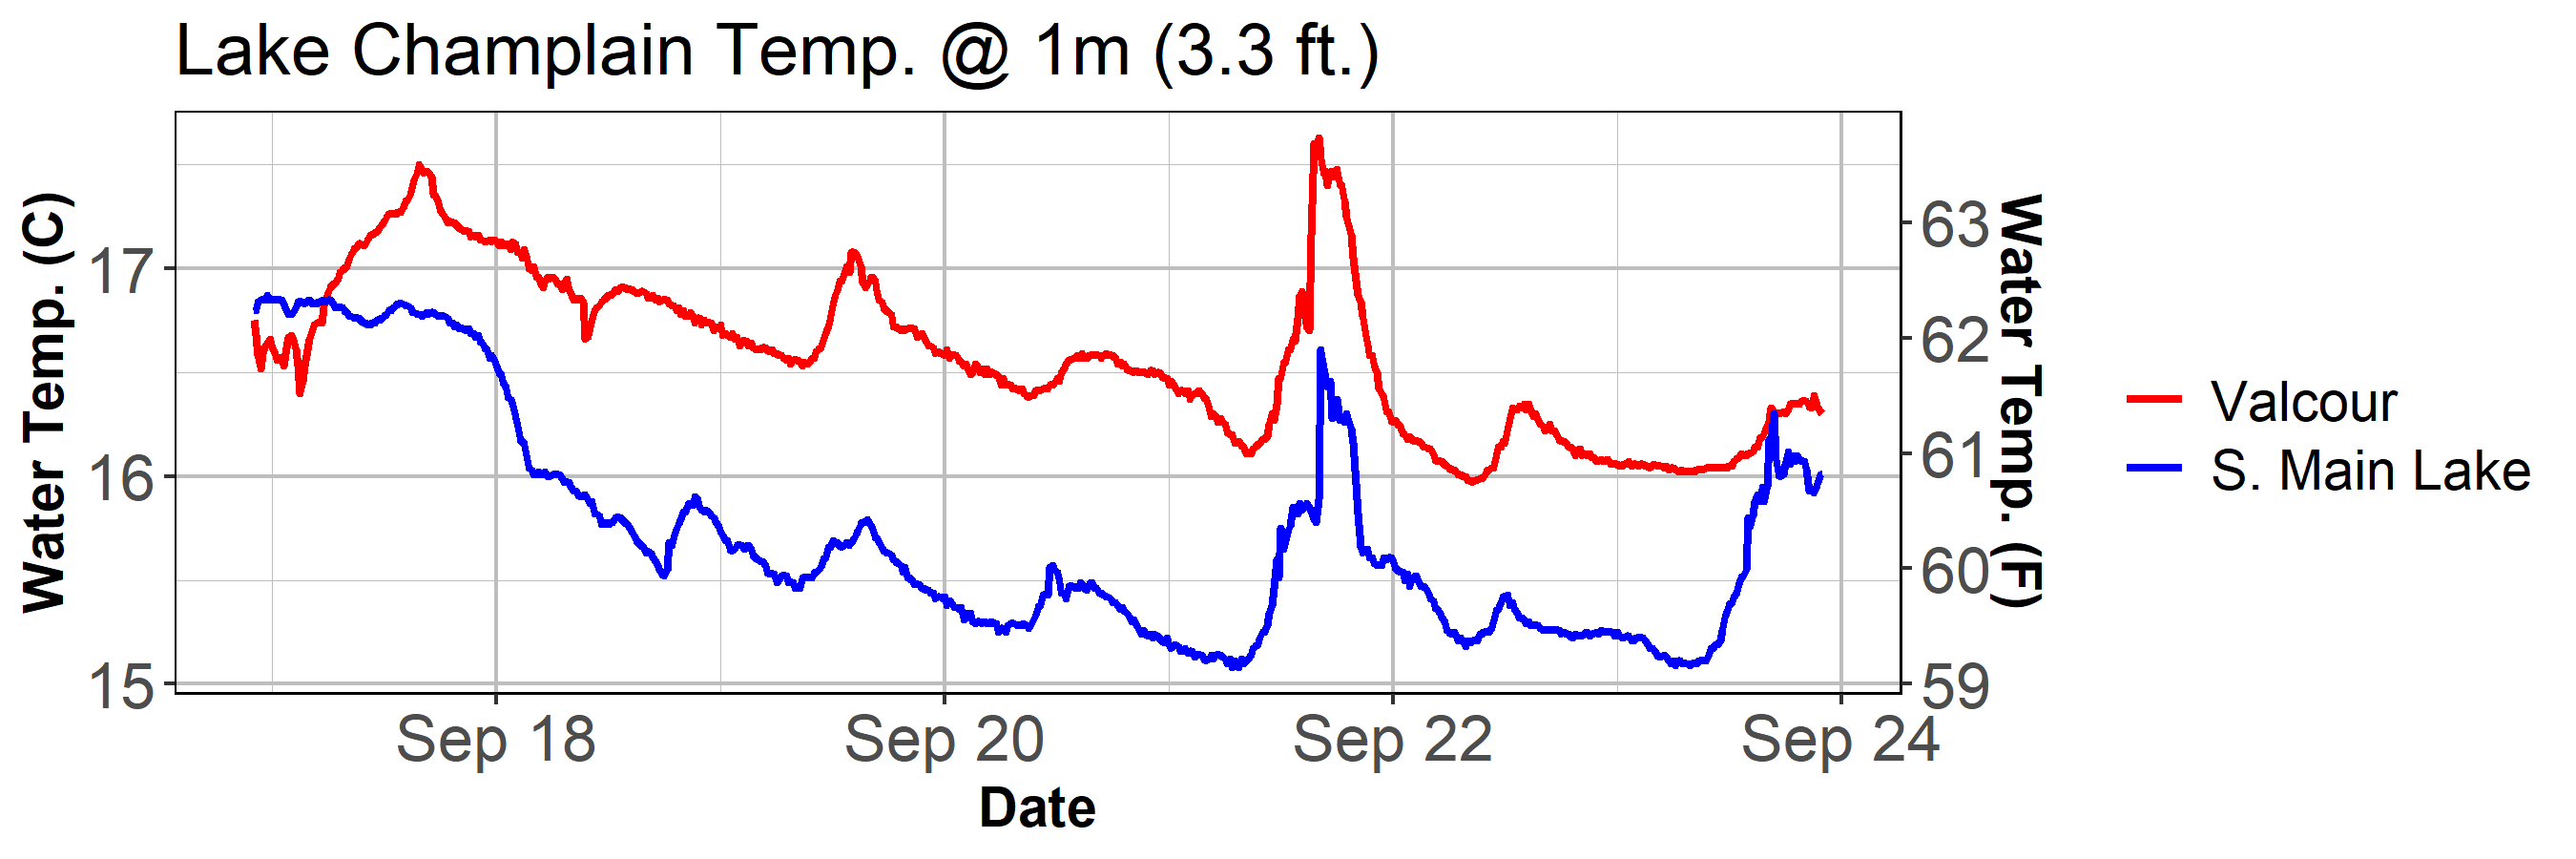 Lake Champlain Temp. @ 1m (3.3 ft.)
Water Temp. (C)
17
16
15
63
62
61
60
59
Water Temp. (F)
Valcour
S. Main Lake
Sep 18
Sep 20
Sep 22
Sep 24
Date